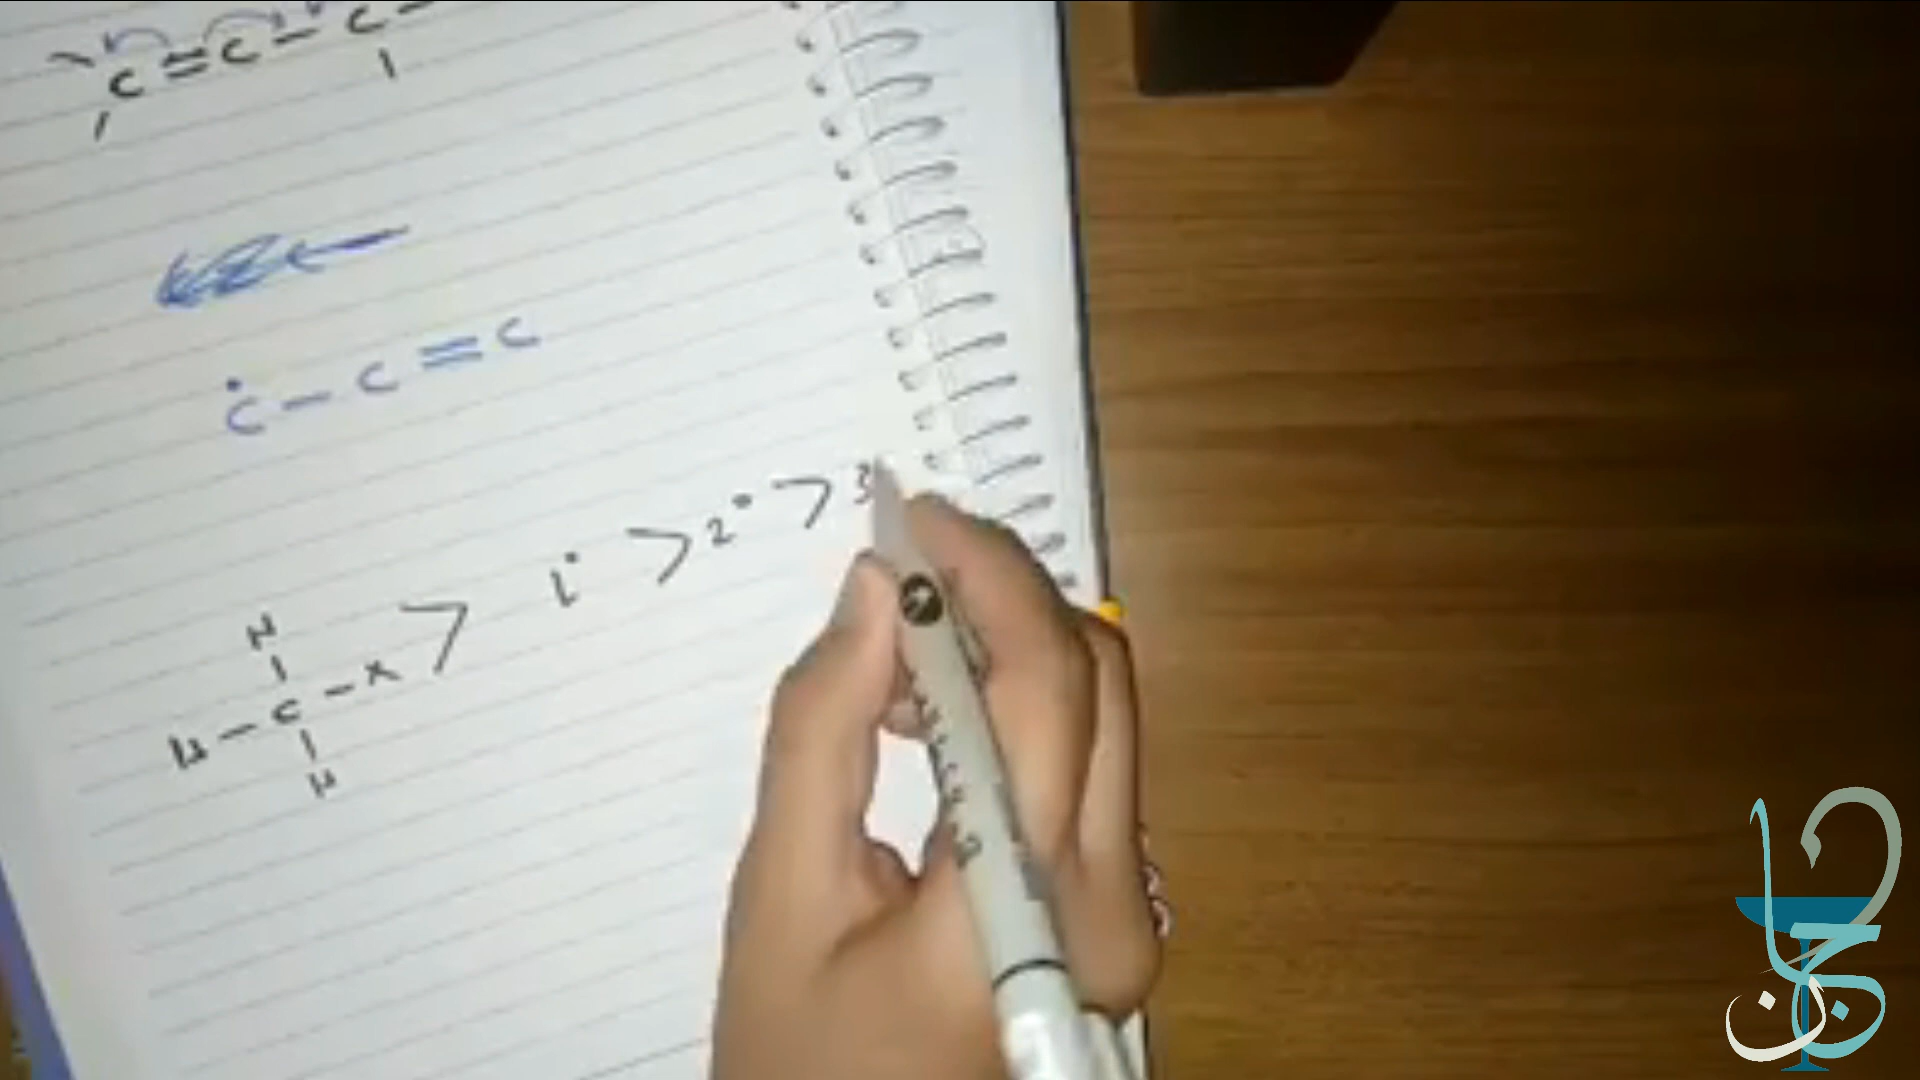 C = C - C -
Ċ - C = C
H
H - C - X > 1° > 2° > 3
H